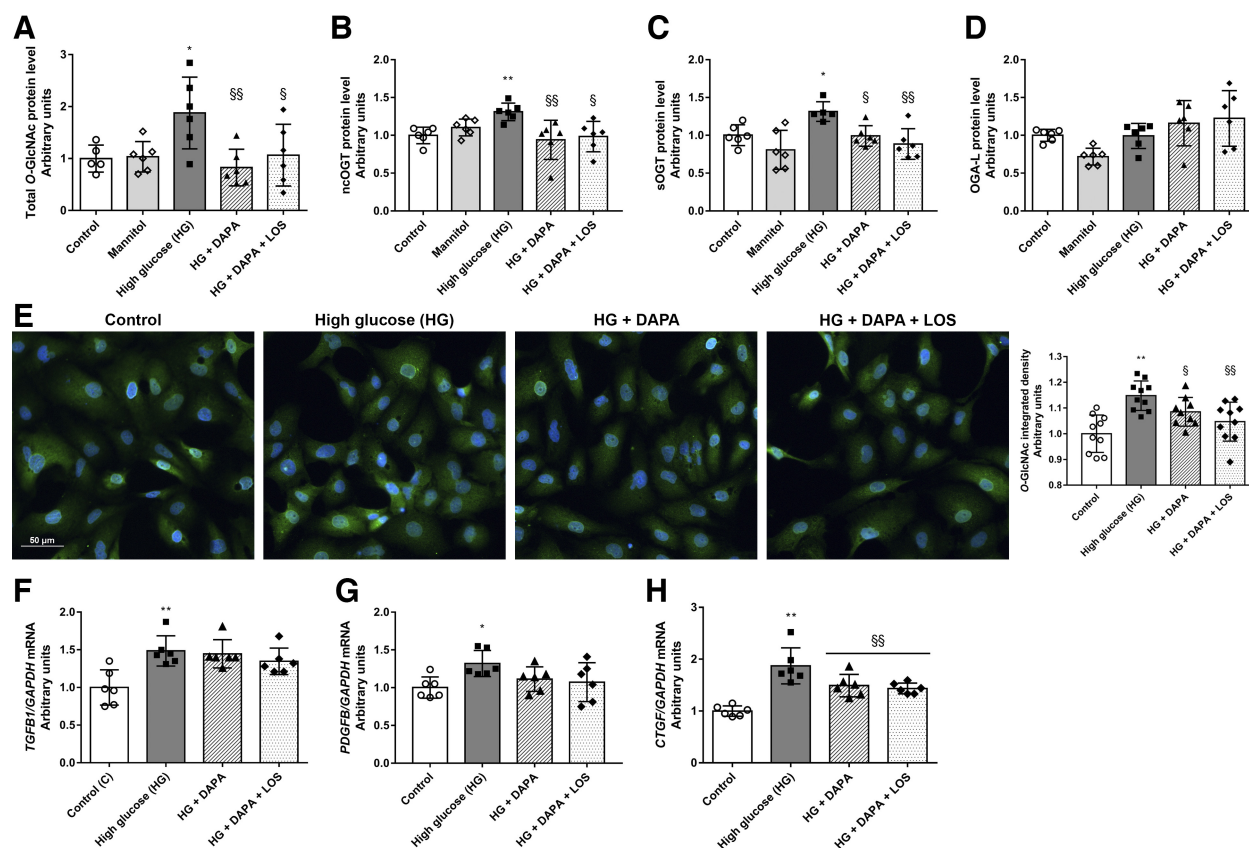 A
Total O-GlcNAc protein level
Arbitrary units
3
2
1
0
*
§§
§
Control
Mannitol
High glucose (HG)
HG + DAPA
HG + DAPA + LOS
B
ncOGT protein level
Arbitrary units
2.0
1.5
1.0
0.5
0.0
**
§§
§
Control
Mannitol
High glucose (HG)
HG + DAPA
HG + DAPA + LOS
C
sOGT protein level
Arbitrary units
2.0
1.5
1.0
0.5
0.0
*
§
§§
Control
Mannitol
High glucose (HG)
HG + DAPA
HG + DAPA + LOS
D
OGA-L protein level
Arbitrary units
2.0
1.5
1.0
0.5
0.0
Control
Mannitol
High glucose (HG)
HG + DAPA
HG + DAPA + LOS
E
Control
High glucose (HG)
HG + DAPA
HG + DAPA + LOS
50 µm
O-GlcNAc integrated density
Arbitrary units
1.3
1.2
1.1
1.0
0.9
0.8
**
§
§§
Control
High glucose (HG)
HG + DAPA
HG + DAPA + LOS
F
TGFB1/GAPDH mRNA
Arbitrary units
2.0
1.5
1.0
0.5
0.0
**
Control (C)
High glucose (HG)
HG + DAPA
HG + DAPA + LOS
G
PDGFB/GAPDH mRNA
Arbitrary units
2.0
1.5
1.0
0.5
0.0
*
Control
High glucose (HG)
HG + DAPA
HG + DAPA + LOS
H
CTGF/GAPDH mRNA
Arbitrary units
3
2
1
0
**
§§
Control
High glucose (HG)
HG + DAPA
HG + DAPA + LOS